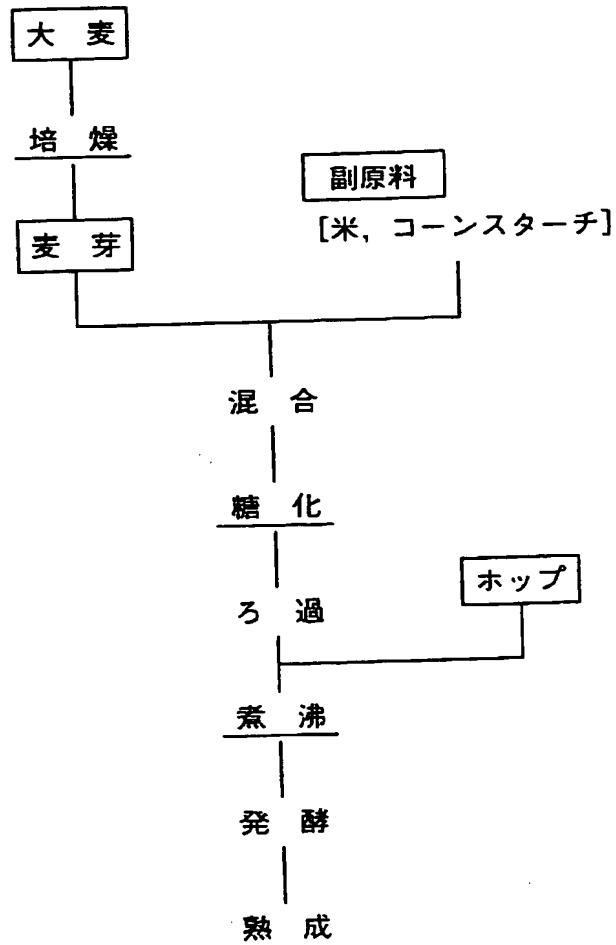 大麦
培燥
副原料
[米,コーンスターチ]
麦芽
混合
糖化
ホップ
ろ過
煮沸
発酵
熟成